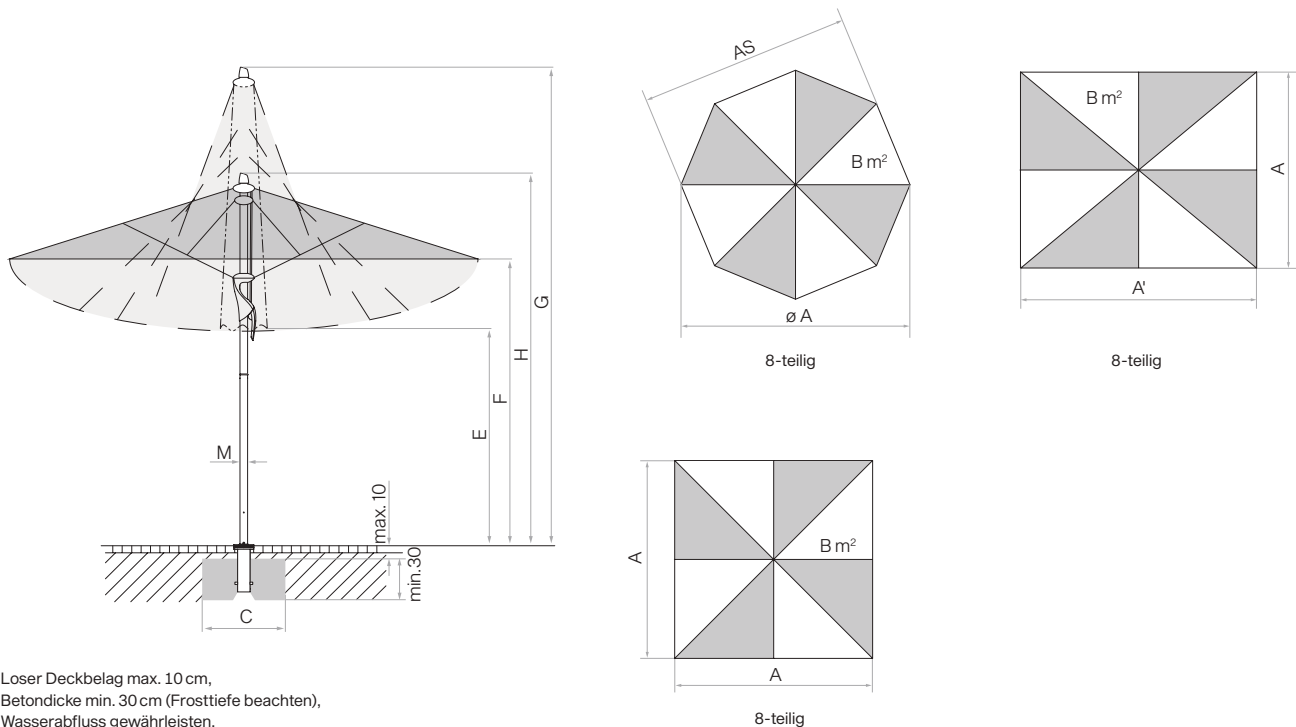 AS
B m²
ø A
8-teilig
B m²
A
A'
8-teilig
G
H
F
E
M
max. 10
min. 30
C
B m²
A
A
8-teilig
Loser Deckbelag max. 10 cm,
Betondicke min. 30 cm (Frosttiefe beachten),
Wasserabfluss gewährleisten.